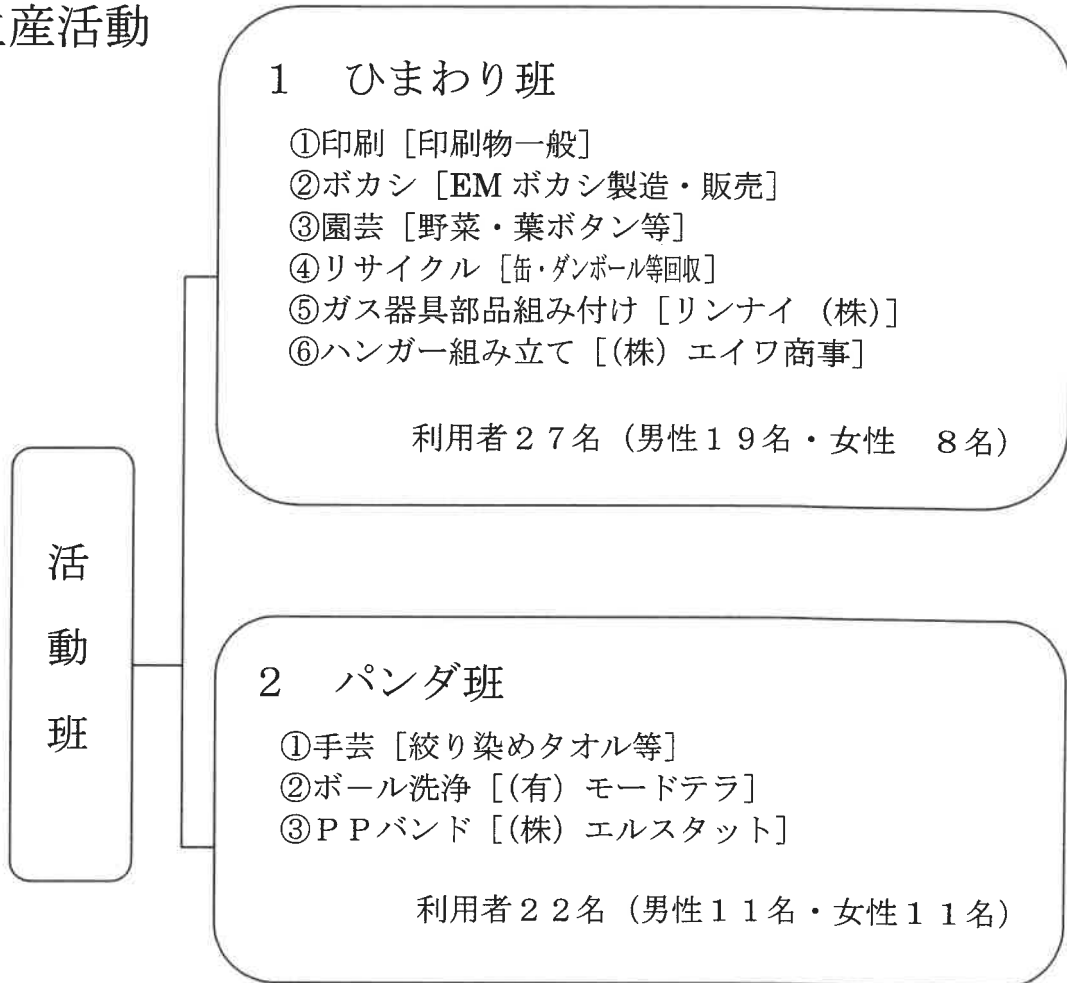 産活動
1 ひまわり班
①印刷［印刷物一般］
②ボカシ［EMボカシ製造・販売］
③園芸［野菜・葉ボタン等］
④リサイクル［缶・ダンボール等回収］
⑤ガス器具部品組み付け［リンナイ（株）］
⑥ハンガー組み立て［（株）エイワ商事］
利用者２７名（男性１９名・女性　８名）
活動班
2 パンダ班
①手芸［絞り染めタオル等］
②ボール洗浄［（有）モードテラ］
③ＰＰバンド［（株）エルスタット］
利用者２２名（男性１１名・女性１１名）